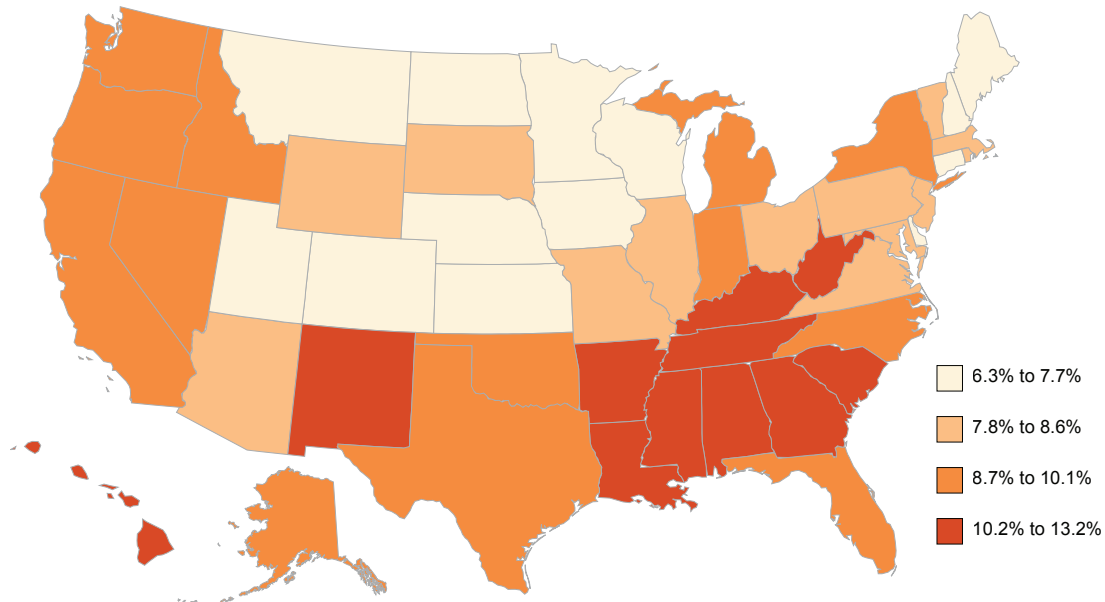 6.3% to 7.7%
7.8% to 8.6%
8.7% to 10.1%
10.2% to 13.2%